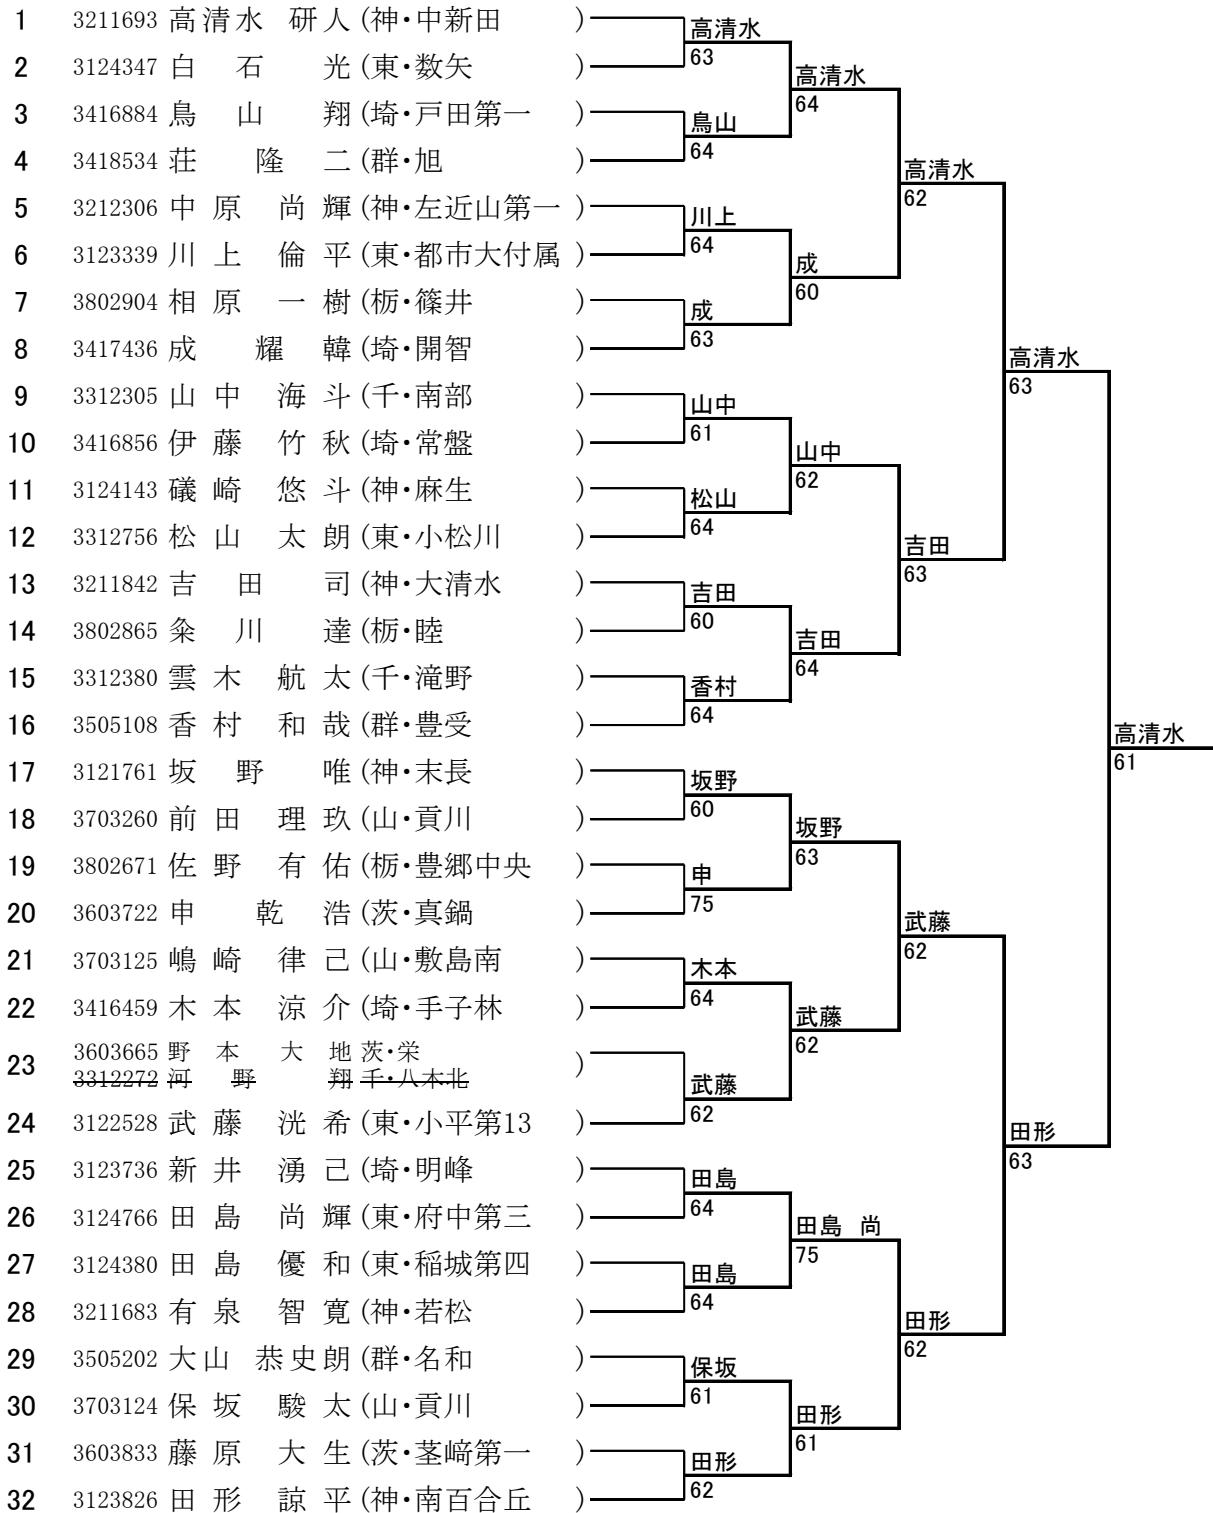 1 3211693 高清水 研人 (神・中新田 )
2 3124347 白石 光 (東・数矢 )
3 3416884 鳥山 翔 (埼・戸田第一 )
4 3418534 荘 隆二 (群・旭 )
5 3212306 中原 尚輝 (神・左近山第一 )
6 3123339 川上 倫平 (東・都市大付属 )
7 3802904 相原 一樹 (栃・篠井 )
8 3417436 成 耀韓 (埼・開智 )
9 3312305 山中 海斗 (千・南部 )
10 3416856 伊藤 竹秋 (埼・常盤 )
11 3124143 礒崎 悠斗 (神・麻生 )
12 3312756 松山 太朗 (東・小松川 )
13 3211842 吉田 司 (神・大清水 )
14 3802865 粂川 達 (栃・睦 )
15 3312380 雲木 航太 (千・滝野 )
16 3505108 香村 和哉 (群・豊受 )
17 3121761 坂野 唯 (神・末長 )
18 3703260 前田 理玖 (山・貢川 )
19 3802671 佐野 有佑 (栃・豊郷中央 )
20 3603722 申 乾浩 (茨・真鍋 )
21 3703125 嶋崎 律己 (山・敷島南 )
22 3416459 木本 涼介 (埼・手子林 )
23 3603665 野本 大地 茨・栄 )
3312272 河野 翔 千・八木北
24 3122528 武藤 洸希 (東・小平第13 )
25 3123736 新井 湧己 (埼・明峰 )
26 3124766 田島 尚輝 (東・府中第三 )
27 3124380 田島 優和 (東・稲城第四 )
28 3211683 有泉 智寛 (神・若松 )
29 3505202 大山 恭史朗 (群・名和 )
30 3703124 保坂 駿太 (山・貢川 )
31 3603833 藤原 大生 (茨・茎﨑第一 )
32 3123826 田形 諒平 (神・南百合丘 )
高清水
63
鳥山
64
川上
64
成
63
山中
61
松山
64
吉田
60
香村
64
坂野
60
申
75
木本
64
武藤
62
田島
64
田島
64
保坂
61
田形
62
高清水
64
成
60
山中
62
吉田
64
坂野
63
武藤
62
田島 尚
75
田形
61
高清水
62
吉田
63
武藤
62
田形
62
高清水
63
田形
63
高清水
61